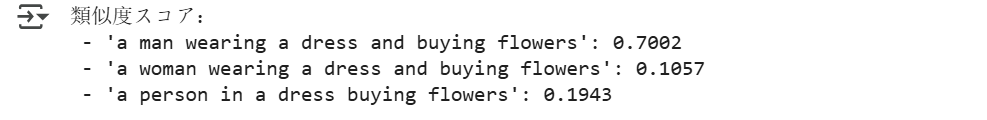 類似度スコア:
- 'a man wearing a dress and buying flowers': 0.7002
- 'a woman wearing a dress and buying flowers': 0.1057
- 'a person in a dress buying flowers': 0.1943